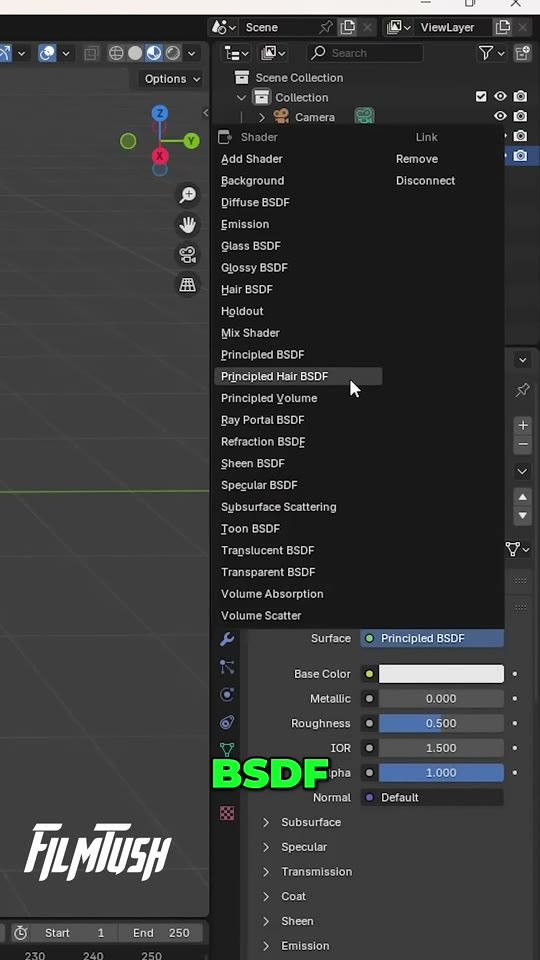 Scene
ViewLayer
Options
Search
Scene Collection
Collection
Camera
Z
Y
X
Shader
Link
Add Shader
Remove
Background
Disconnect
Diffuse BSDF
Emission
Glass BSDF
Glossy BSDF
Hair BSDF
Holdout
Mix Shader
Principled BSDF
Principled Hair BSDF
Principled Volume
Ray Portal BSDF
Refraction BSDF
Sheen BSDF
Specular BSDF
Subsurface Scattering
Toon BSDF
Translucent BSDF
Transparent BSDF
Volume Absorption
Volume Scatter
Surface Principled BSDF
Base Color
Metallic 0.000
Roughness 0.500
IOR 1.500
1.000
BSDF
Normal Default
Subsurface
Specular
Transmission
Coat
Sheen
Emission
FILMTUSH
Start 1 End 250
230 240 250